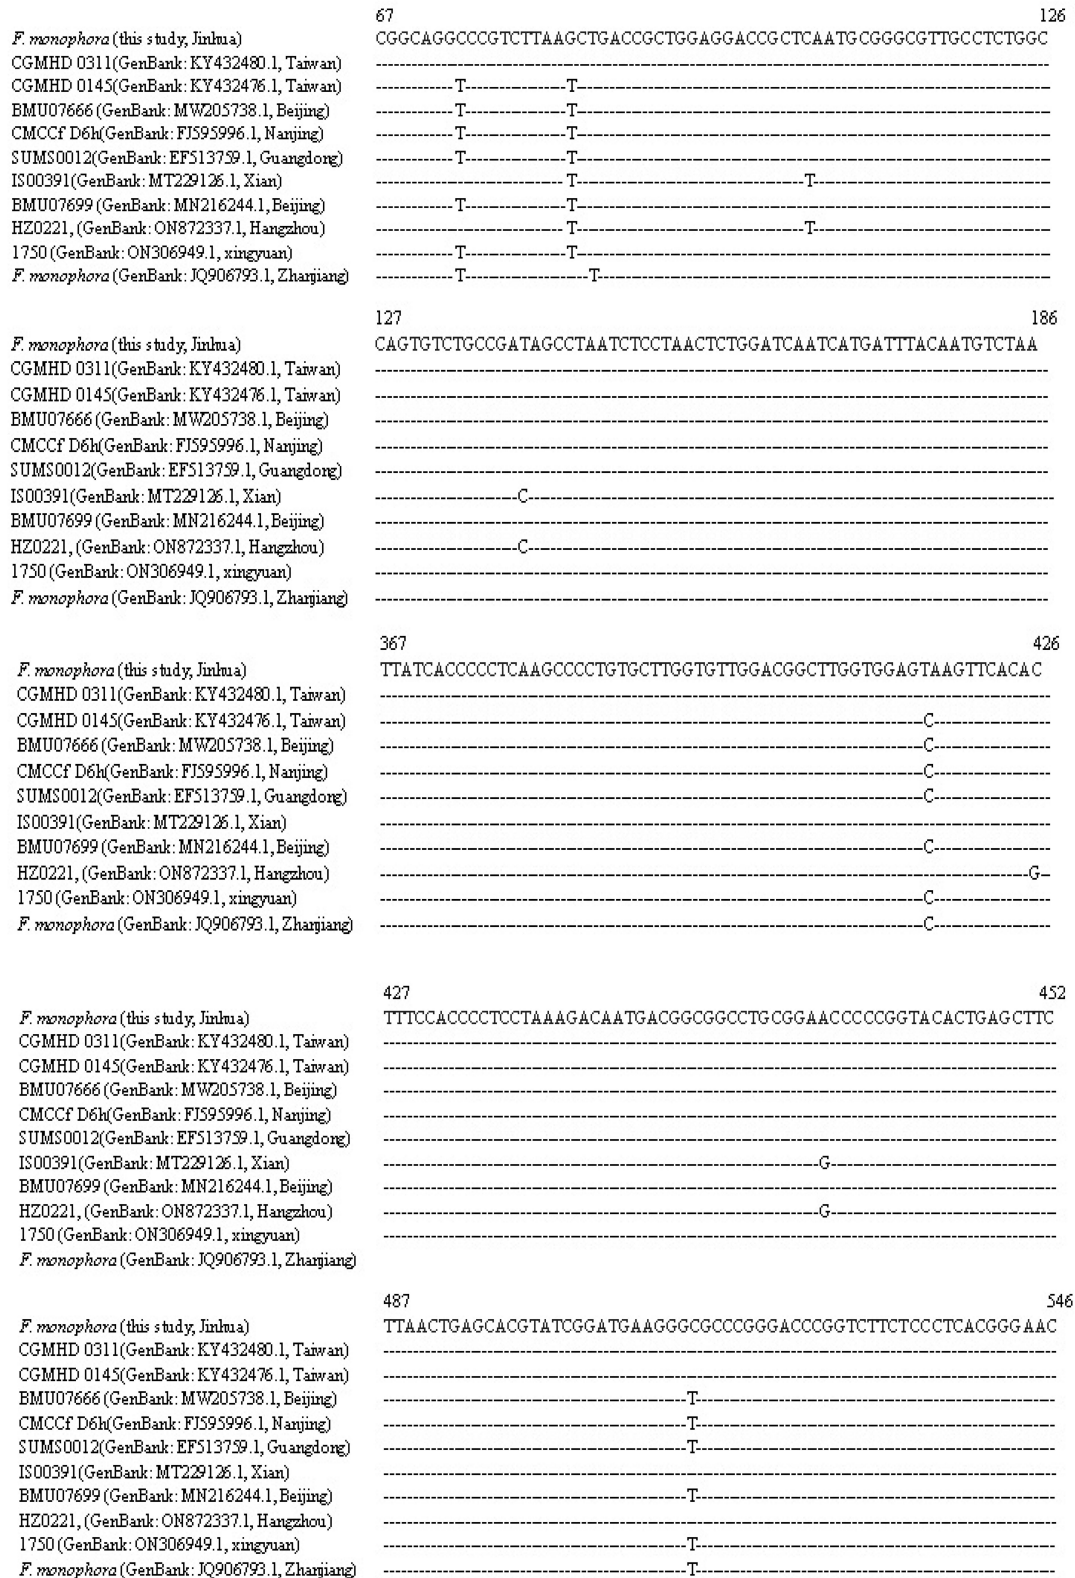 67 126
F. monophora (this study, Jinhua) CGGCAGGCCCGTCTTAAGCTGACCGCTGGAGGACCGCTCAATGCGGGCGTTGCCTCTGGC
CGMHD 0311(GenBank: KY432480.1, Taiwan) ------------------------------------------------------------
CGMHD 0145(GenBank: KY432476.1, Taiwan) -------T---------T------------------------------------------
BMU07666 (GenBank: MW205738.1, Beijing) -------T---------T------------------------------------------
CMCCf D6h(GenBank: FJ595996.1, Nanjing) -------T---------T------------------------------------------
SUMS0012(GenBank: EF513759.1, Guangdong) -------T---------T------------------------------------------
IS00391(GenBank: MT229126.1, Xian) -----------------T--------------------T---------------------
BMU07699 (GenBank: MN216244.1, Beijing) -------T---------T------------------------------------------
HZ0221, (GenBank: ON872337.1, Hangzhou) -----------------T--------------------T---------------------
1750 (GenBank: ON306949.1, xingyuan) -------T---------T------------------------------------------
F. monophora (GenBank: JQ906793.1, Zhanjiang) -------T-----------T----------------------------------------
127 186
F. monophora (this study, Jinhua) CAGTGTCTGCCGATAGCCTAATCTCCTAACTCTGGATCAATCATGATTTACAATGTCTAA
CGMHD 0311(GenBank: KY432480.1, Taiwan) ------------------------------------------------------------
CGMHD 0145(GenBank: KY432476.1, Taiwan) ------------------------------------------------------------
BMU07666 (GenBank: MW205738.1, Beijing) ------------------------------------------------------------
CMCCf D6h(GenBank: FJ595996.1, Nanjing) ------------------------------------------------------------
SUMS0012(GenBank: EF513759.1, Guangdong) ------------------------------------------------------------
IS00391(GenBank: MT229126.1, Xian) -------------C----------------------------------------------
BMU07699 (GenBank: MN216244.1, Beijing) ------------------------------------------------------------
HZ0221, (GenBank: ON872337.1, Hangzhou) -------------C----------------------------------------------
1750 (GenBank: ON306949.1, xingyuan) ------------------------------------------------------------
F. monophora (GenBank: JQ906793.1, Zhanjiang) ------------------------------------------------------------
367 426
F. monophora (this study, Jinhua) TTATCACCCCCTCAAGCCCCTGTGCTTGGTGTTGGACGGCTTGGTGGAGTAAGTTCACAC
CGMHD 0311(GenBank: KY432480.1, Taiwan) ------------------------------------------------------------
CGMHD 0145(GenBank: KY432476.1, Taiwan) -------------------------------------------------C----------
BMU07666 (GenBank: MW205738.1, Beijing) -------------------------------------------------C----------
CMCCf D6h(GenBank: FJ595996.1, Nanjing) -------------------------------------------------C----------
SUMS0012(GenBank: EF513759.1, Guangdong) -------------------------------------------------C----------
IS00391(GenBank: MT229126.1, Xian) ------------------------------------------------------------
BMU07699 (GenBank: MN216244.1, Beijing) -------------------------------------------------C----------
HZ0221, (GenBank: ON872337.1, Hangzhou) ----------------------------------------------------------G-
1750 (GenBank: ON306949.1, xingyuan) -------------------------------------------------C----------
F. monophora (GenBank: JQ906793.1, Zhanjiang) -------------------------------------------------C----------
427 452
F. monophora (this study, Jinhua) TTTCCACCCCTCCTAAAGACAATGACGGCGGCCTGCGGAACCCCCGGTACACTGAGCTTC
CGMHD 0311(GenBank: KY432480.1, Taiwan) ------------------------------------------------------------
CGMHD 0145(GenBank: KY432476.1, Taiwan) ------------------------------------------------------------
BMU07666 (GenBank: MW205738.1, Beijing) ------------------------------------------------------------
CMCCf D6h(GenBank: FJ595996.1, Nanjing) ------------------------------------------------------------
SUMS0012(GenBank: EF513759.1, Guangdong) ------------------------------------------------------------
IS00391(GenBank: MT229126.1, Xian) ---------------------------------------G--------------------
BMU07699 (GenBank: MN216244.1, Beijing) ------------------------------------------------------------
HZ0221, (GenBank: ON872337.1, Hangzhou) ---------------------------------------G--------------------
1750 (GenBank: ON306949.1, xingyuan) ------------------------------------------------------------
F. monophora (GenBank: JQ906793.1, Zhanjiang)
487 546
F. monophora (this study, Jinhua) TTAACTGAGCACGTATCGGATGAAGGGCGCCCGGGACCCGGTCTTCTCCCTCACGGGAAC
CGMHD 0311(GenBank: KY432480.1, Taiwan) ------------------------------------------------------------
CGMHD 0145(GenBank: KY432476.1, Taiwan) ------------------------------------------------------------
BMU07666 (GenBank: MW205738.1, Beijing) ---------------------------T--------------------------------
CMCCf D6h(GenBank: FJ595996.1, Nanjing) ---------------------------T--------------------------------
SUMS0012(GenBank: EF513759.1, Guangdong) ---------------------------T--------------------------------
IS00391(GenBank: MT229126.1, Xian) ------------------------------------------------------------
BMU07699 (GenBank: MN216244.1, Beijing) ---------------------------T--------------------------------
HZ0221, (GenBank: ON872337.1, Hangzhou) ------------------------------------------------------------
1750 (GenBank: ON306949.1, xingyuan) ---------------------------T--------------------------------
F. monophora (GenBank: JQ906793.1, Zhanjiang) ---------------------------T--------------------------------